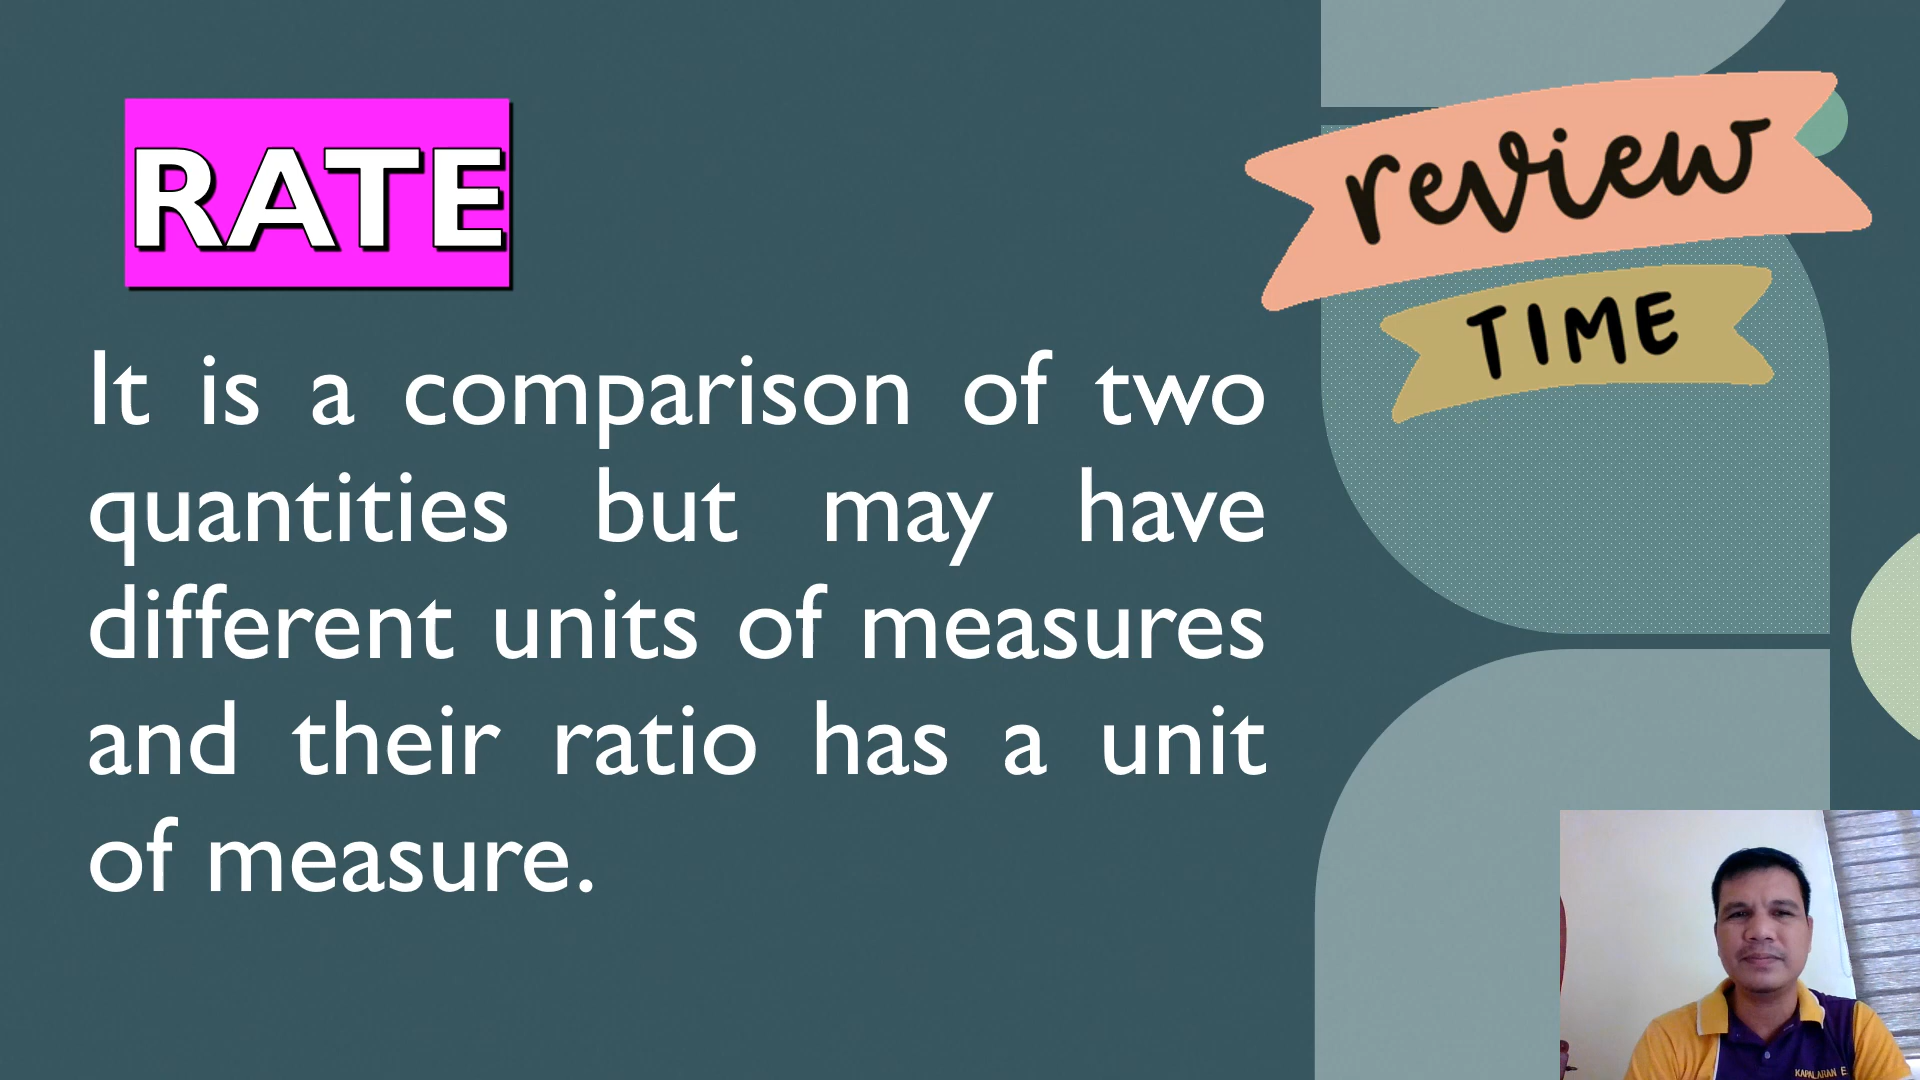 RATE
review
TIME
It is a comparison of two
quantities but may have
different units of measures
and their ratio has a unit
of measure.
KAPALARAN E